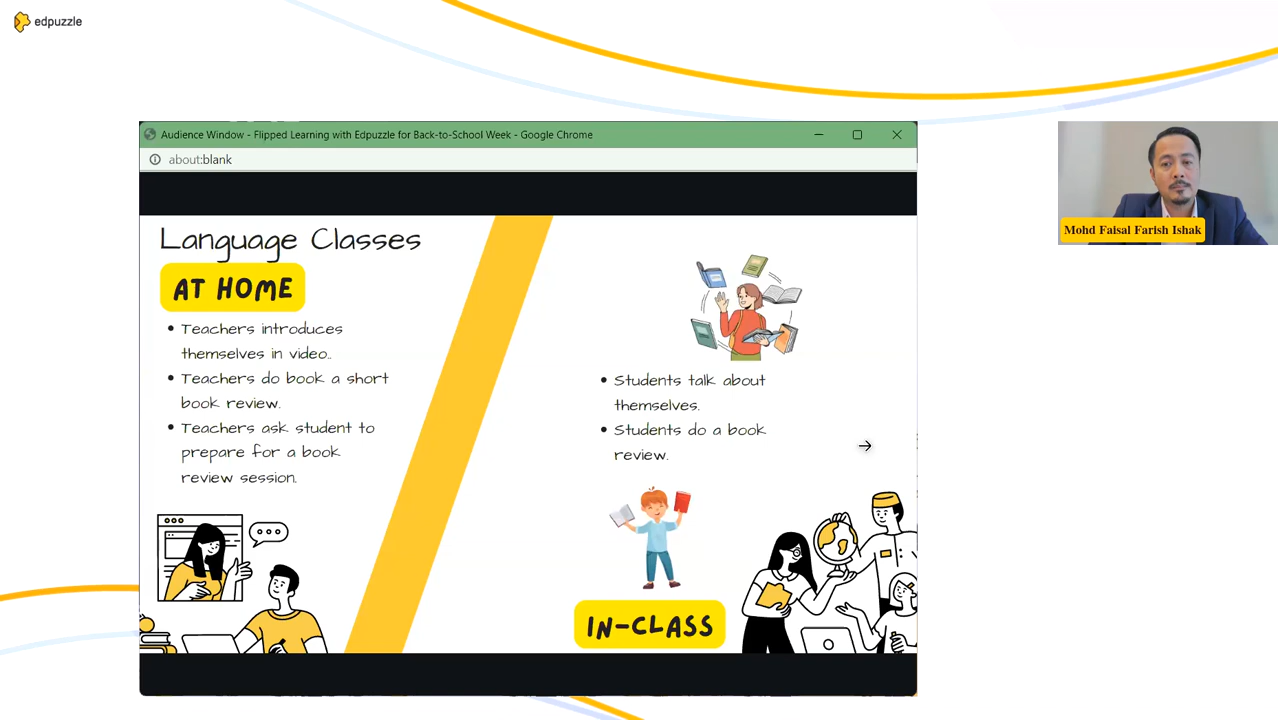 edpuzzle
Audience Window - Flipped Learning with Edpuzzle for Back-to-School Week - Google Chrome
about:blank
Language Classes
AT HOME
• Teachers introduces
themselves in video..
• Teachers do book a short
book review.
• Teachers ask student to
prepare for a book
review session.
• Students talk about
themselves.
• Students do a book
review.
IN-CLASS
Mohd Faisal Farish Ishak